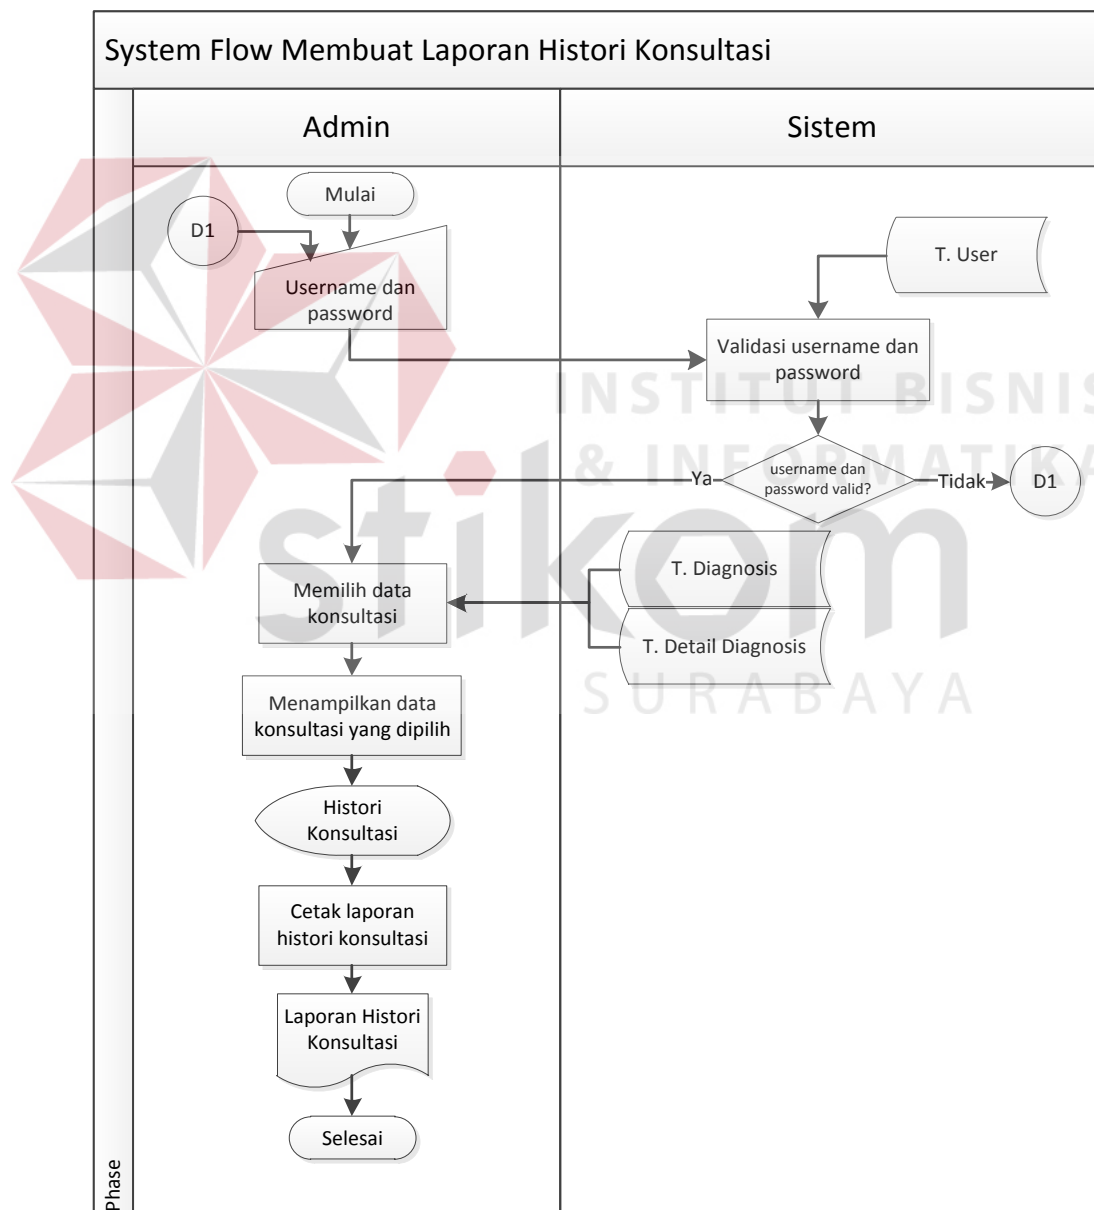 System Flow Membuat Laporan Histori Konsultasi
Admin
Sistem
Mulai
D1
T. User
Username dan
password
Validasi username dan
password
INSTITUT BISNIS
& INFORMATIKA
username dan
password valid?
Ya
Tidak
D1
stikom
SURABAYA
T. Diagnosis
Memilih data
konsultasi
T. Detail Diagnosis
Menampilkan data
konsultasi yang dipilih
Histori
Konsultasi
Cetak laporan
histori konsultasi
Laporan Histori
Konsultasi
Selesai
Phase